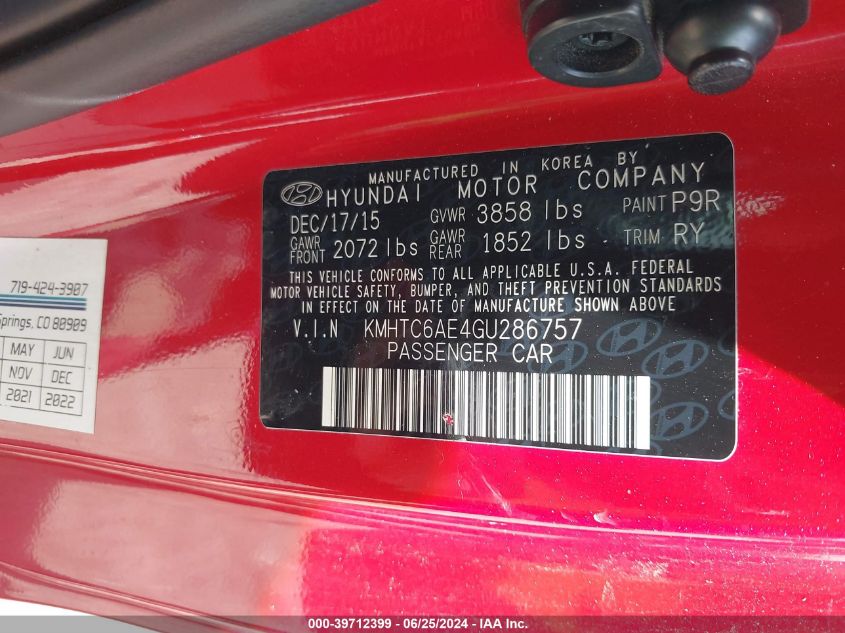 MANUFACTURED IN KOREA BY
HYUNDAI MOTOR COMPANY
DEC/17/15 GVWR 3858 lbs PAINT P9R
GAWR FRONT 2072 lbs GAWR REAR 1852 lbs TRIM RY
THIS VEHICLE CONFORMS TO ALL APPLICABLE U.S.A. FEDERAL
MOTOR VEHICLE SAFETY, BUMPER, AND THEFT PREVENTION STANDARDS
IN EFFECT ON THE DATE OF MANUFACTURE SHOWN ABOVE
V.I.N KMHTC6AE4GU286757
PASSENGER CAR
719-424-3907
Springs, CO 80909
MAY JUN
NOV DEC
2021 2022
000-39712399 - 06/25/2024 - IAAI Inc.